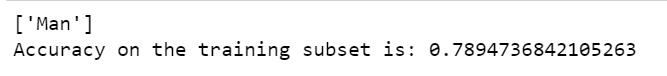 ['Man']
Accuracy on the training subset is: 0.7894736842105263